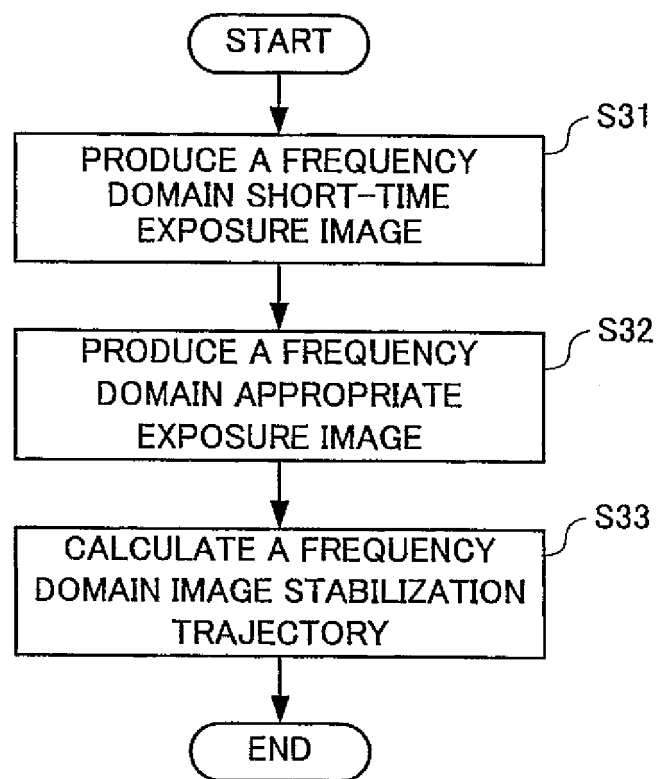 START
S31
PRODUCE A FREQUENCY
DOMAIN SHORT-TIME
EXPOSURE IMAGE
S32
PRODUCE A FREQUENCY
DOMAIN APPROPRIATE
EXPOSURE IMAGE
S33
CALCULATE A FREQUENCY
DOMAIN IMAGE STABILIZATION
TRAJECTORY
END